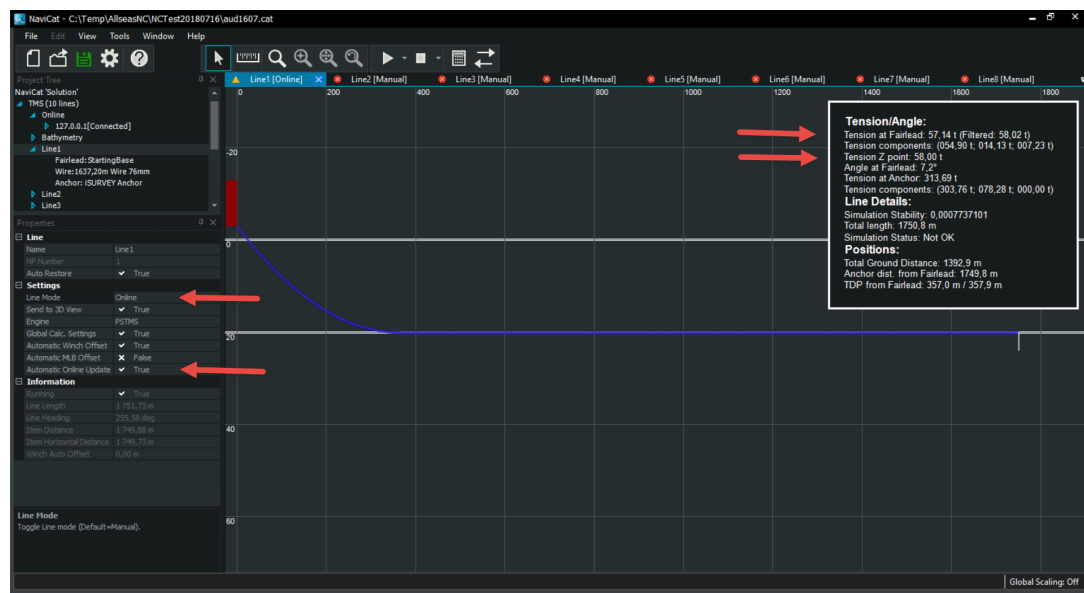 NaviCat - C:\Temp\AllseasNC\NCTest20180716\aud1607.cat
File Edit View Tools Window Help
Project Tree
NaviCat 'Solution'
TMS (10 lines)
Online
127.0.0.1[Connected]
Bathymetry
Line1
Fairlead: StartingBase
Wire:1637,20m Wire 76mm
Anchor: iSURVEY Anchor
Line2
Line3
Properties
Line
Name Line1
NP Number 1
Auto Restore True
Settings
Line Mode Online
Send to 3D View True
Engine PSTMS
Global Calc. Settings True
Automatic Winch Offset True
Automatic MLB Offset False
Automatic Online Update True
Information
Running True
Line Length 1 751,73 m
Line Heading 255,58 deg
Item Distance 1 749,88 m
Item Horizontal Distance 1 749,73 m
Winch Auto Offset 0,00 m
Line Mode
Toggle Line mode (Default=Manual).
Line1 [Online] Line2 [Manual] Line3 [Manual] Line4 [Manual] Line5 [Manual] Line6 [Manual] Line7 [Manual] Line8 [Manual]
0 200 400 600 800 1000 1200 1400 1600 1800
-20
0
20
40
60
Tension/Angle:
Tension at Fairlead: 57,14 t (Filtered: 58,02 t)
Tension components: (054,90 t; 014,13 t; 007,23 t)
Tension Z point: 58,00 t
Angle at Fairlead: 7,2°
Tension at Anchor: 313,69 t
Tension components: (303,76 t; 078,28 t; 000,00 t)
Line Details:
Simulation Stability: 0,0007737101
Total length: 1750,8 m
Simulation Status: Not OK
Positions:
Total Ground Distance: 1392,9 m
Anchor dist. from Fairlead: 1749,8 m
TDP from Fairlead: 357,0 m / 357,9 m
Global Scaling: Off